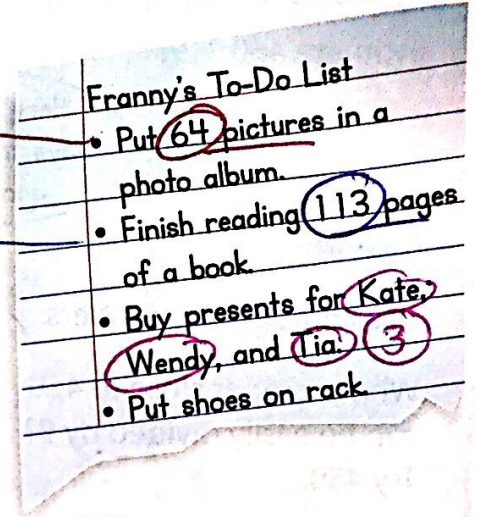 Franny's To-Do List
• Put 64 pictures in a
photo album.
• Finish reading 113 pages
of a book.
• Buy presents for Kate,
Wendy, and Tia. 3
• Put shoes on rack.